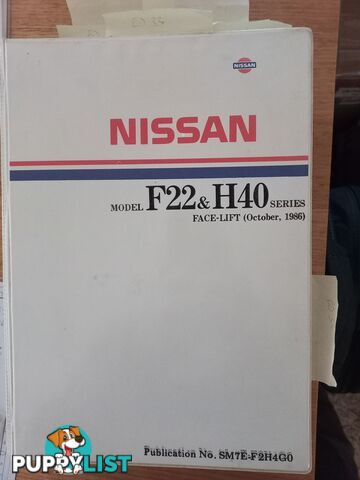 NISSAN
NISSAN
MODEL F22 & H40 SERIES
FACE-LIFT (October, 1986)
Publication No. SM7E-F2H4G0
PUPPYLIST